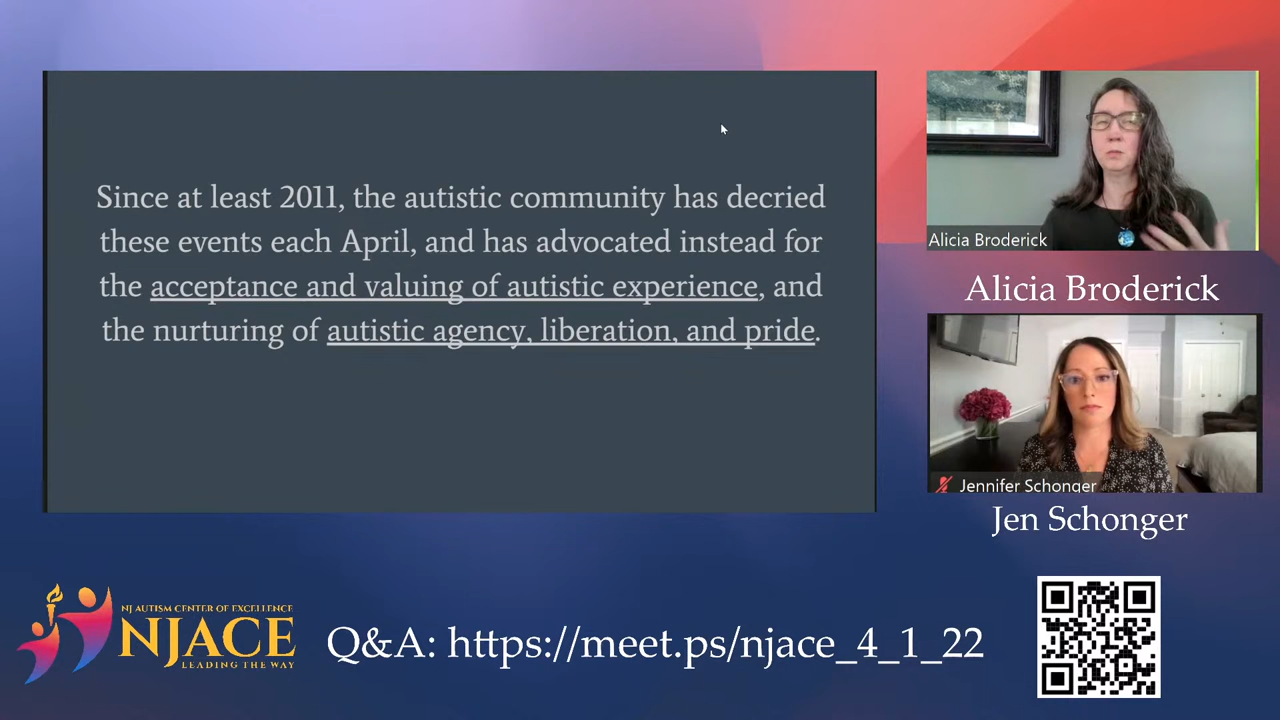 Since at least 2011, the autistic community has decried
these events each April, and has advocated instead for
the acceptance and valuing of autistic experience, and
the nurturing of autistic agency, liberation, and pride.
Alicia Broderick
Alicia Broderick
Jennifer Schonger
Jen Schonger
NJ AUTISM CENTER OF EXCELLENCE
NJACE
LEADING THE WAY
Q&A: https://meet.ps/njace_4_1_22